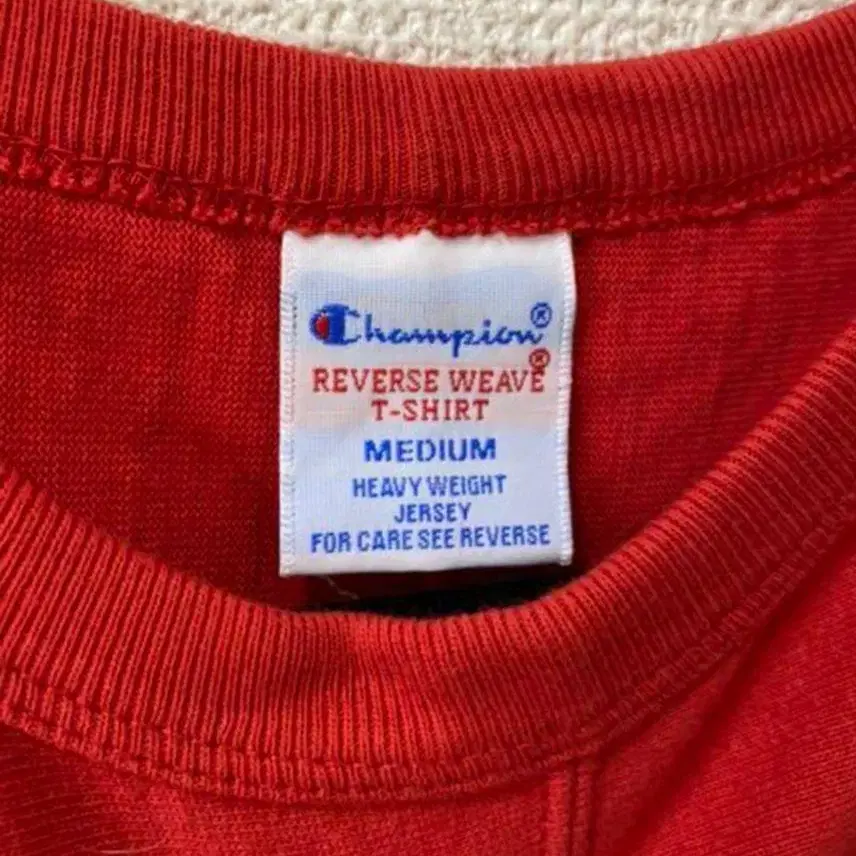 Champion®
REVERSE WEAVE®
T-SHIRT
MEDIUM
HEAVY WEIGHT
JERSEY
FOR CARE SEE REVERSE